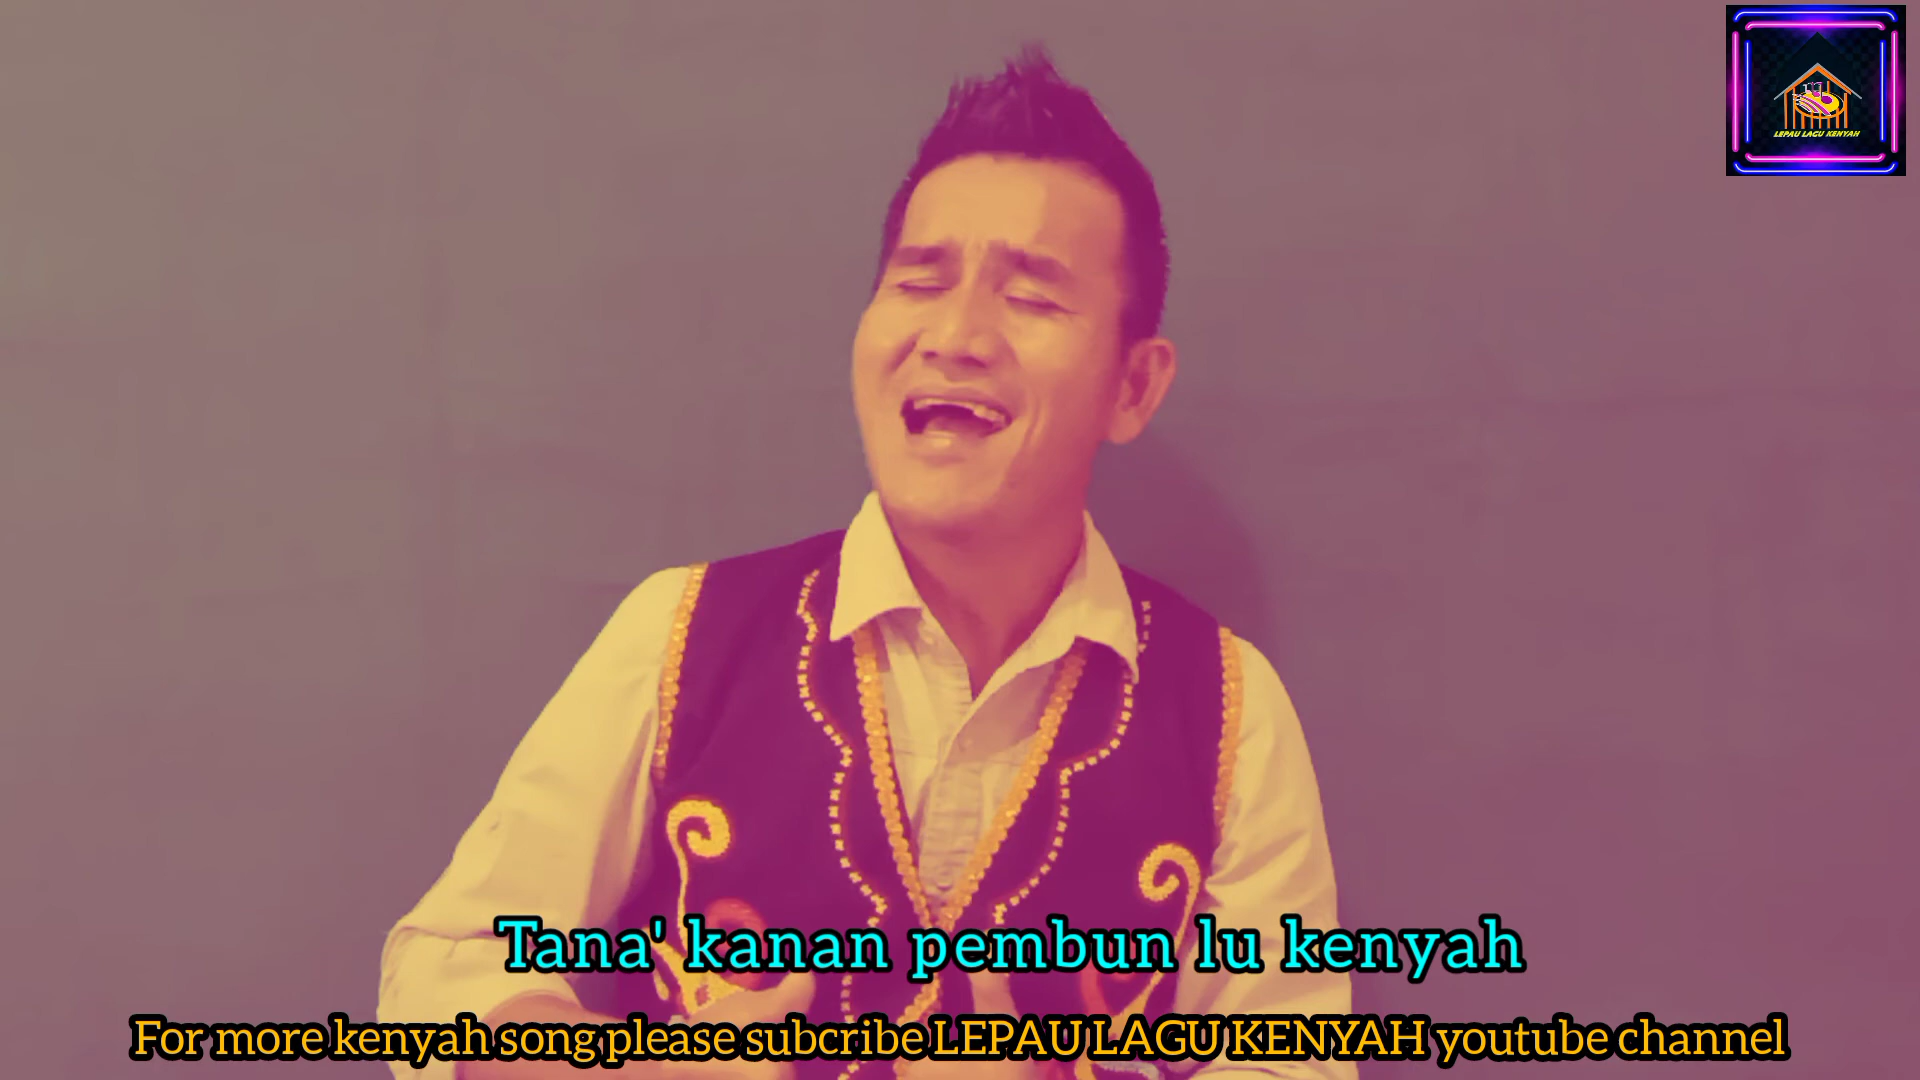 LEPAU LAGU KENYAH
Tana' kanan pembun lu kenyah
For more kenyah song please subcribe LEPAU LAGU KENYAH youtube channel